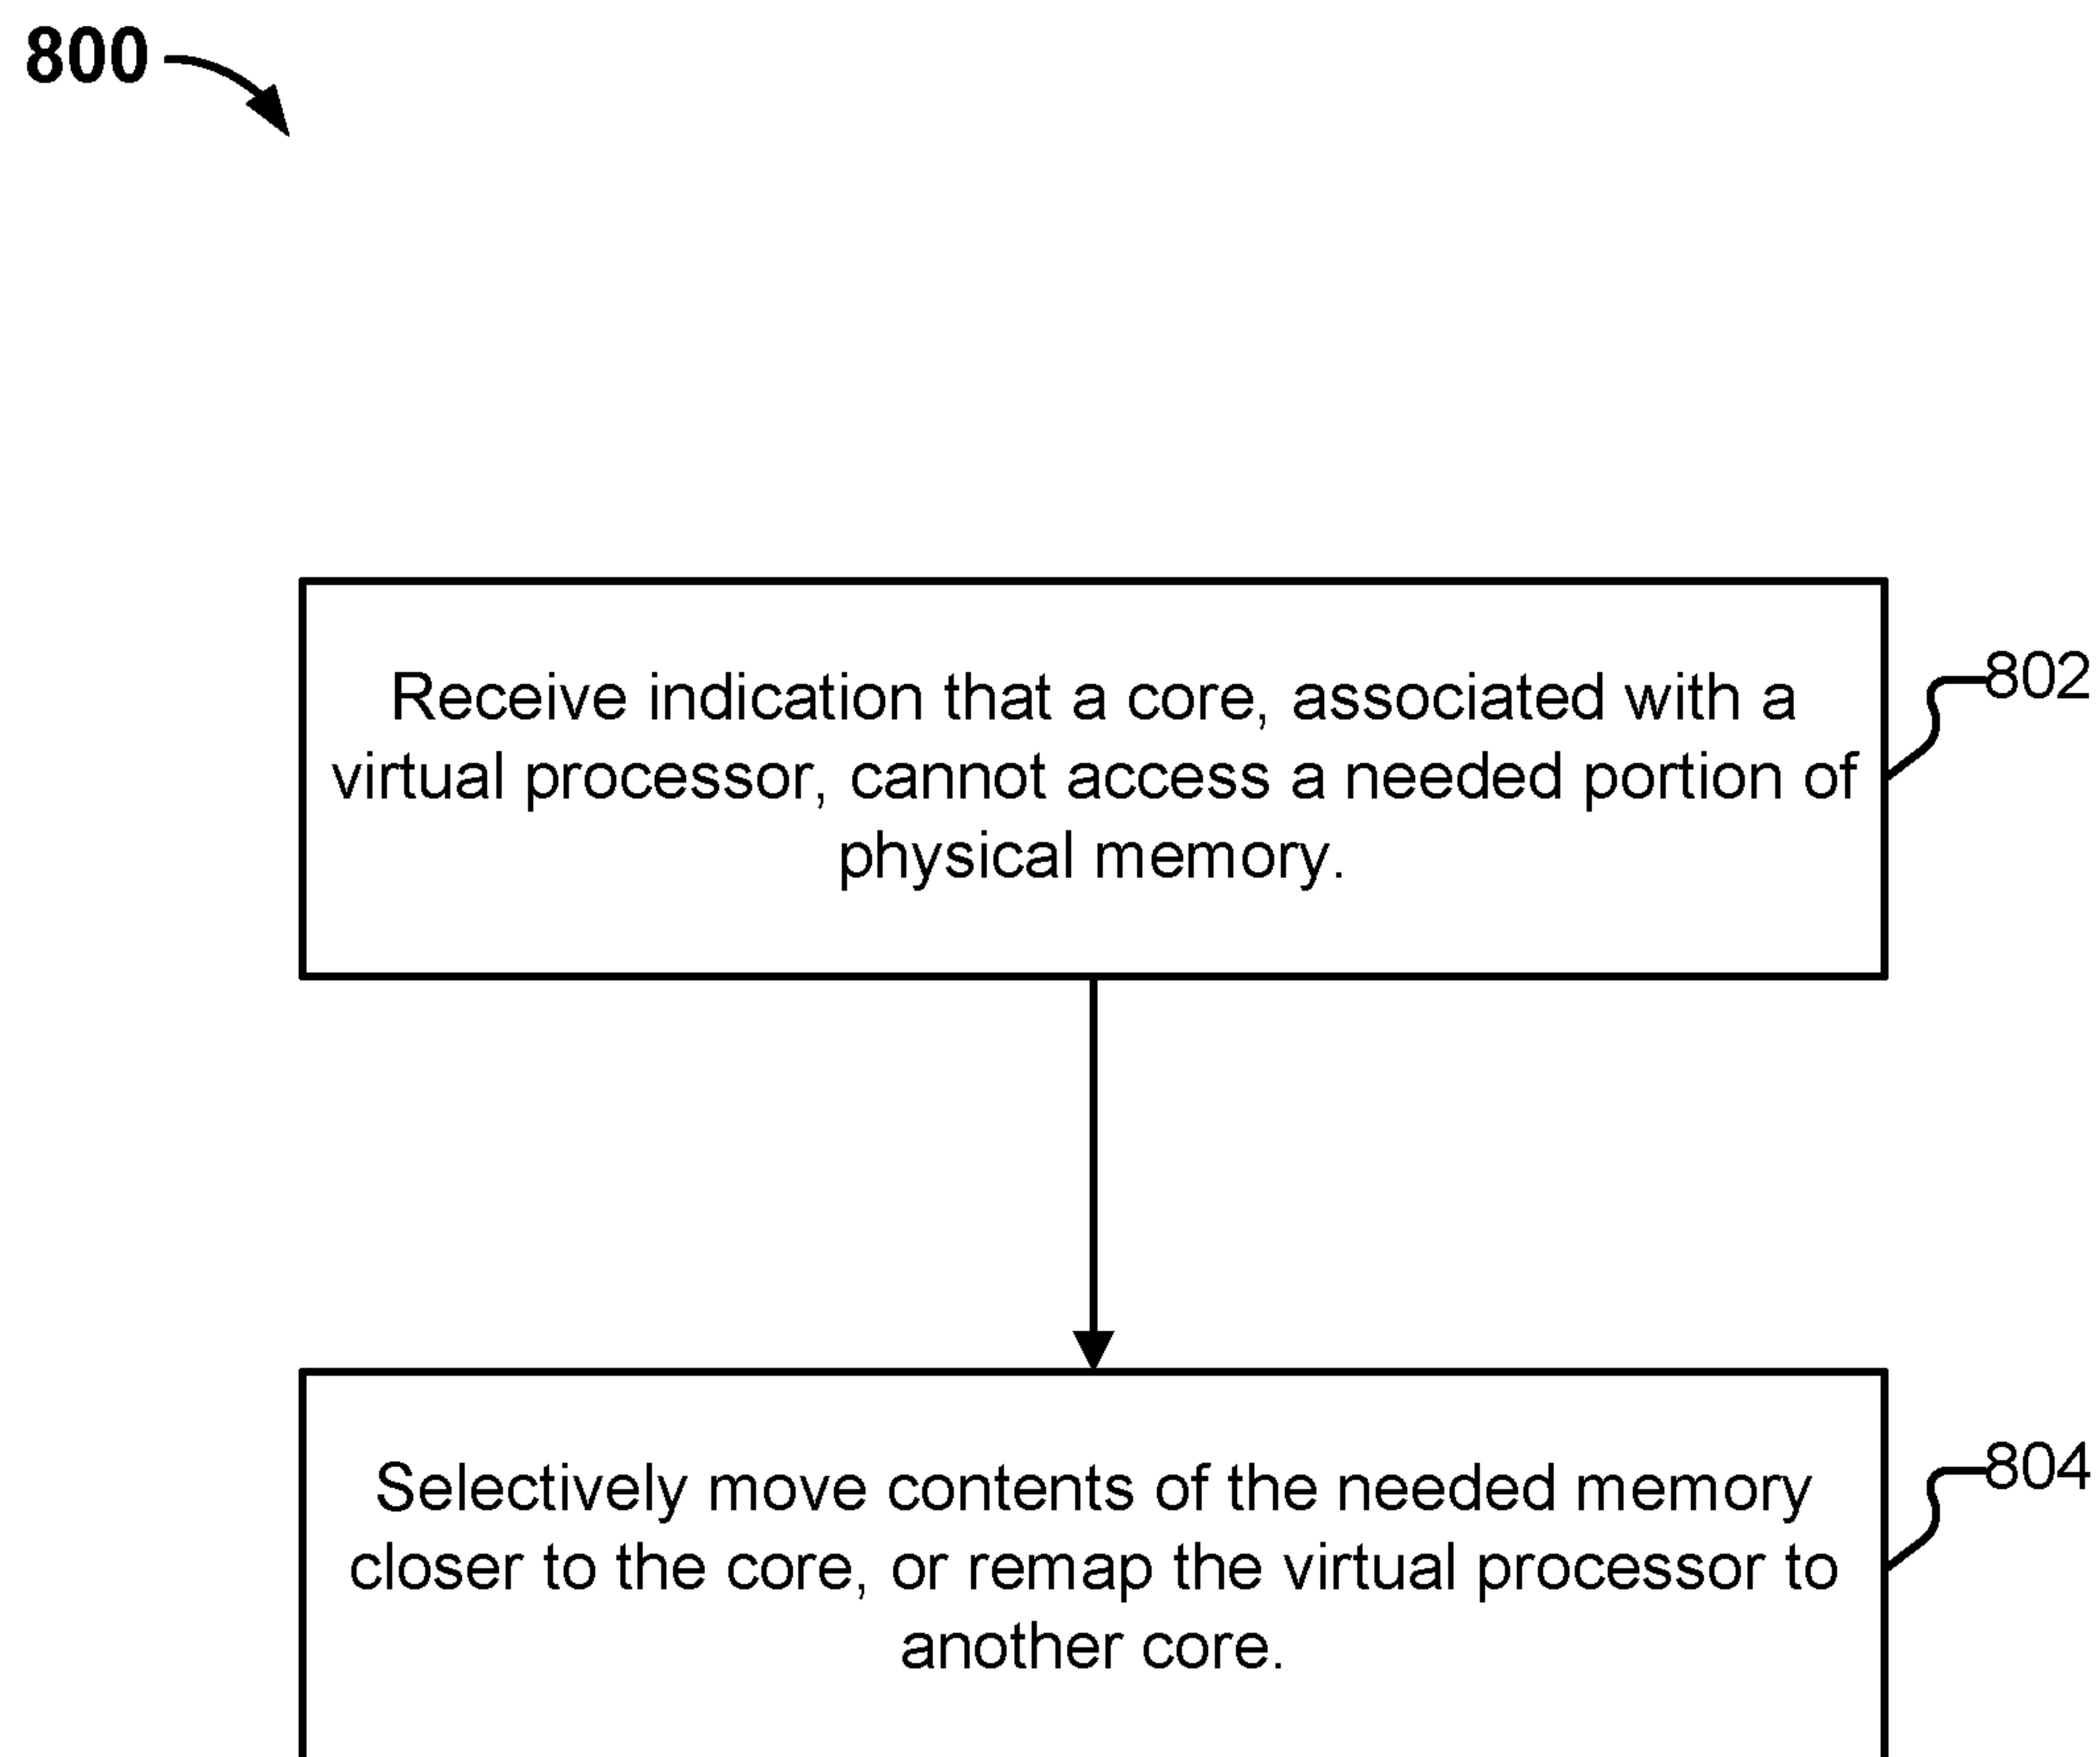 800
Receive indication that a core, associated with a
virtual processor, cannot access a needed portion of
physical memory.
802
Selectively move contents of the needed memory
closer to the core, or remap the virtual processor to
another core.
804